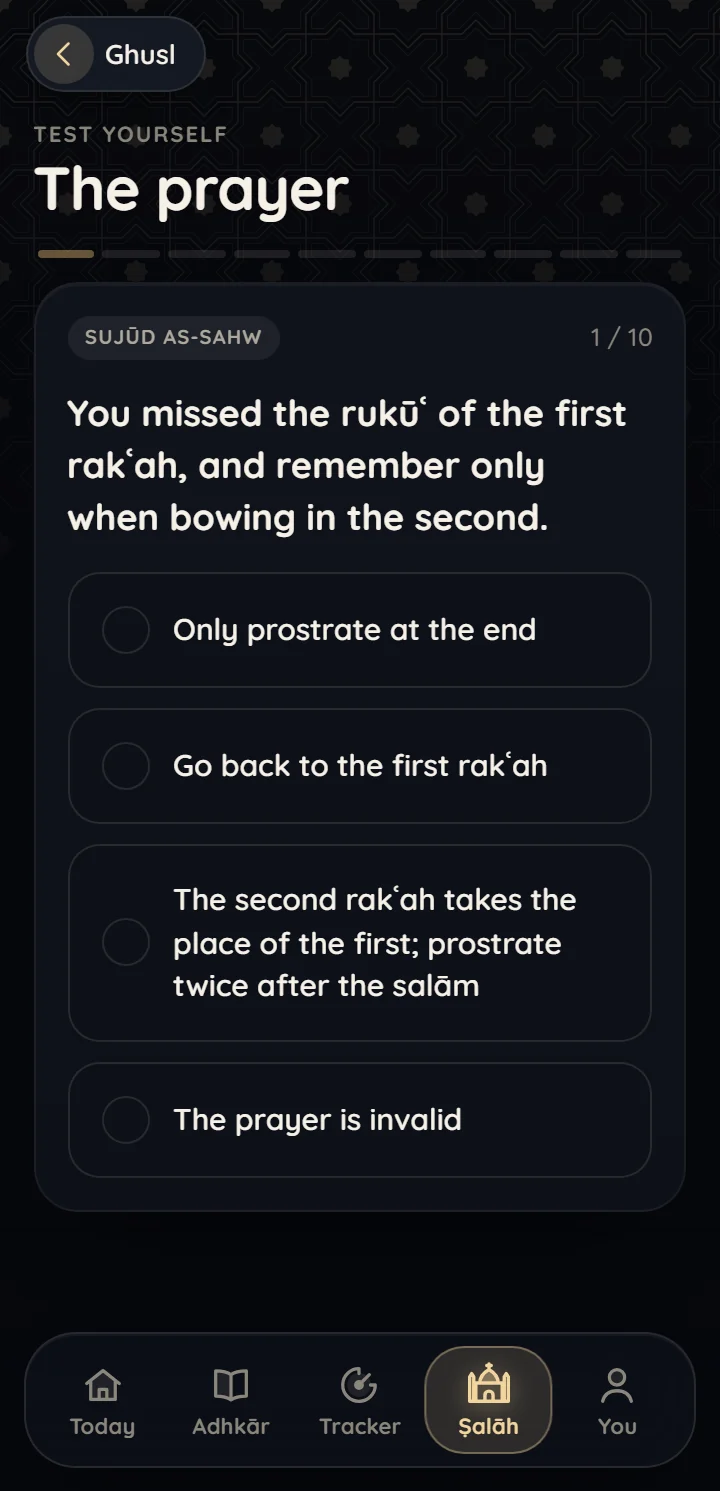 Ghusl
TEST YOURSELF
The prayer
SUJŪD AS-SAHW
1 / 10
You missed the rukūʿ of the first
rakʿah, and remember only
when bowing in the second.
Only prostrate at the end
Go back to the first rakʿah
The second rakʿah takes the
place of the first; prostrate
twice after the salām
The prayer is invalid
Today
Adhkār
Tracker
Ṣalāh
You